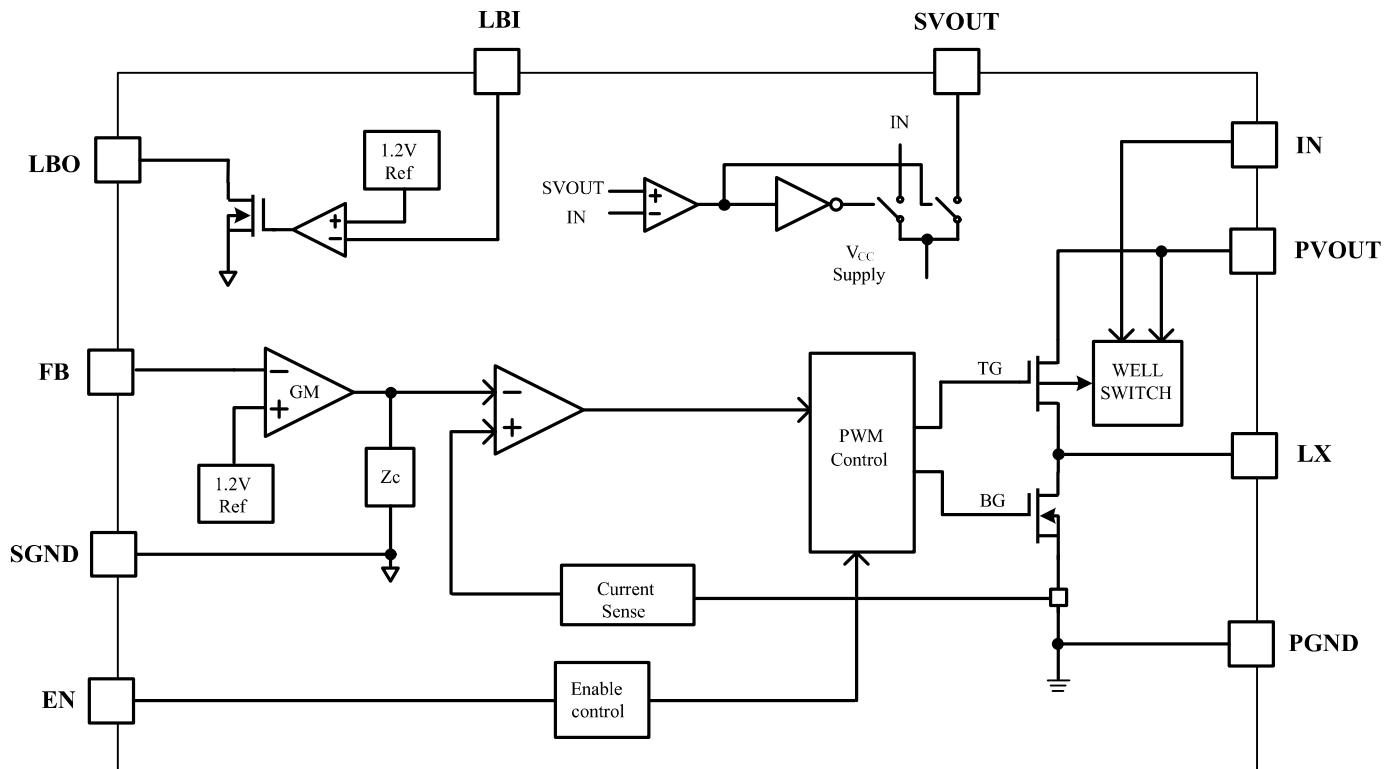 LBI
SVOUT
LBO
1.2V
Ref
+
−
SVOUT
IN
+
−
IN
VCC
Supply
IN
PVOUT
FB
−
GM
+
1.2V
Ref
Zc
−
+
PWM
Control
TG
BG
WELL
SWITCH
LX
SGND
Current
Sense
PGND
EN
Enable
control